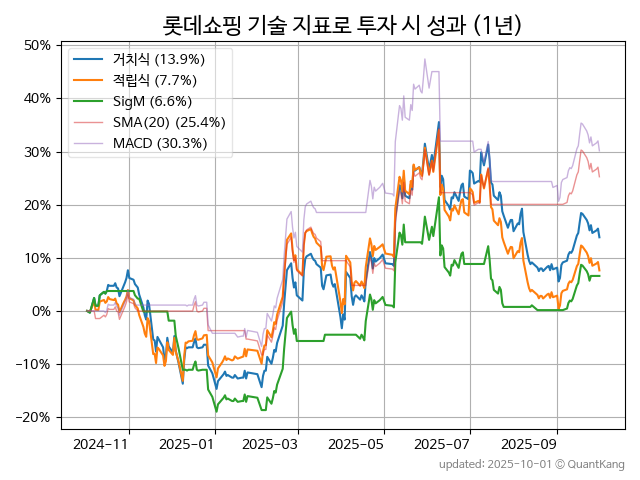 롯데쇼핑 기술 지표로 투자 시 성과 (1년)
50%
40%
30%
20%
10%
0%
−10%
−20%
거치식 (13.9%)
적립식 (7.7%)
SigM (6.6%)
SMA(20) (25.4%)
MACD (30.3%)
2024-11
2025-01
2025-03
2025-05
2025-07
2025-09
updated: 2025-10-01 © QuantKang